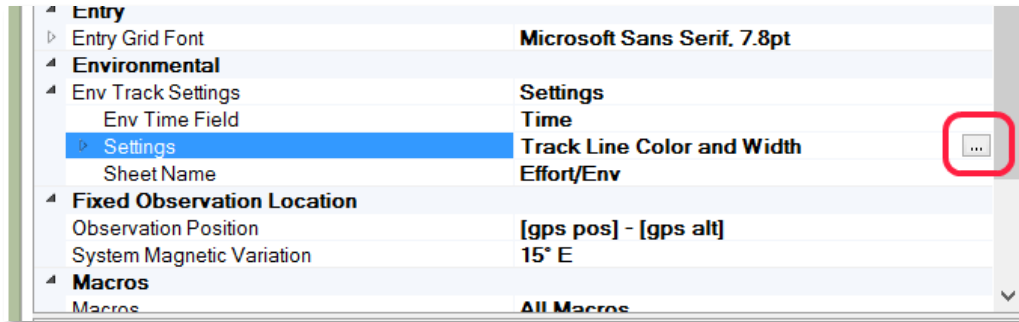 Entry
Entry Grid Font Microsoft Sans Serif, 7.8pt
Environmental
Env Track Settings Settings
Env Time Field Time
Settings Track Line Color and Width ...
Sheet Name Effort/Env
Fixed Observation Location
Observation Position [gps pos] - [gps alt]
System Magnetic Variation 15° E
Macros
Macros All Macros